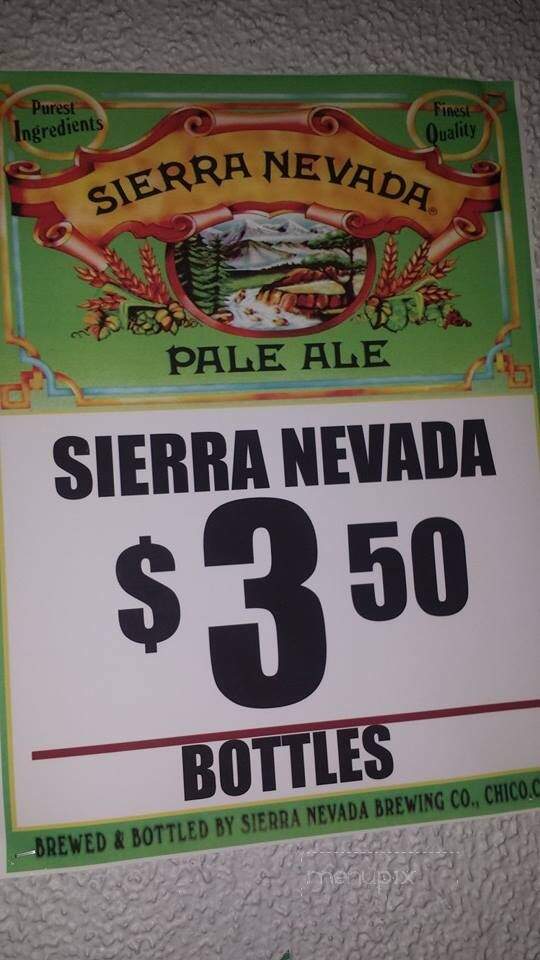 Purest
Ingredients
Finest
Quality
SIERRA NEVADA®
PALE ALE
SIERRA NEVADA
$3 50
BOTTLES
BREWED & BOTTLED BY SIERRA NEVADA BREWING CO., CHICO, C
menupix